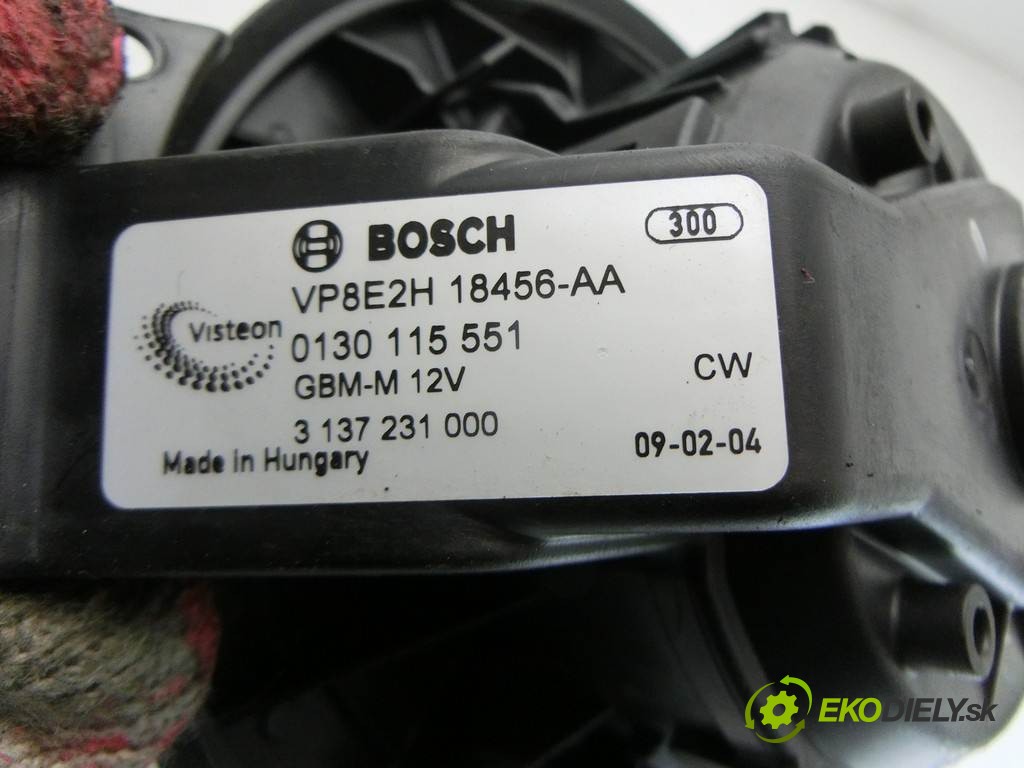 BOSCH
300
VP8E2H 18456-AA
Visteon
0130 115 551
GBM-M 12V
CW
3 137 231 000
09-02-04
Made in Hungary
EKODIELY.sk